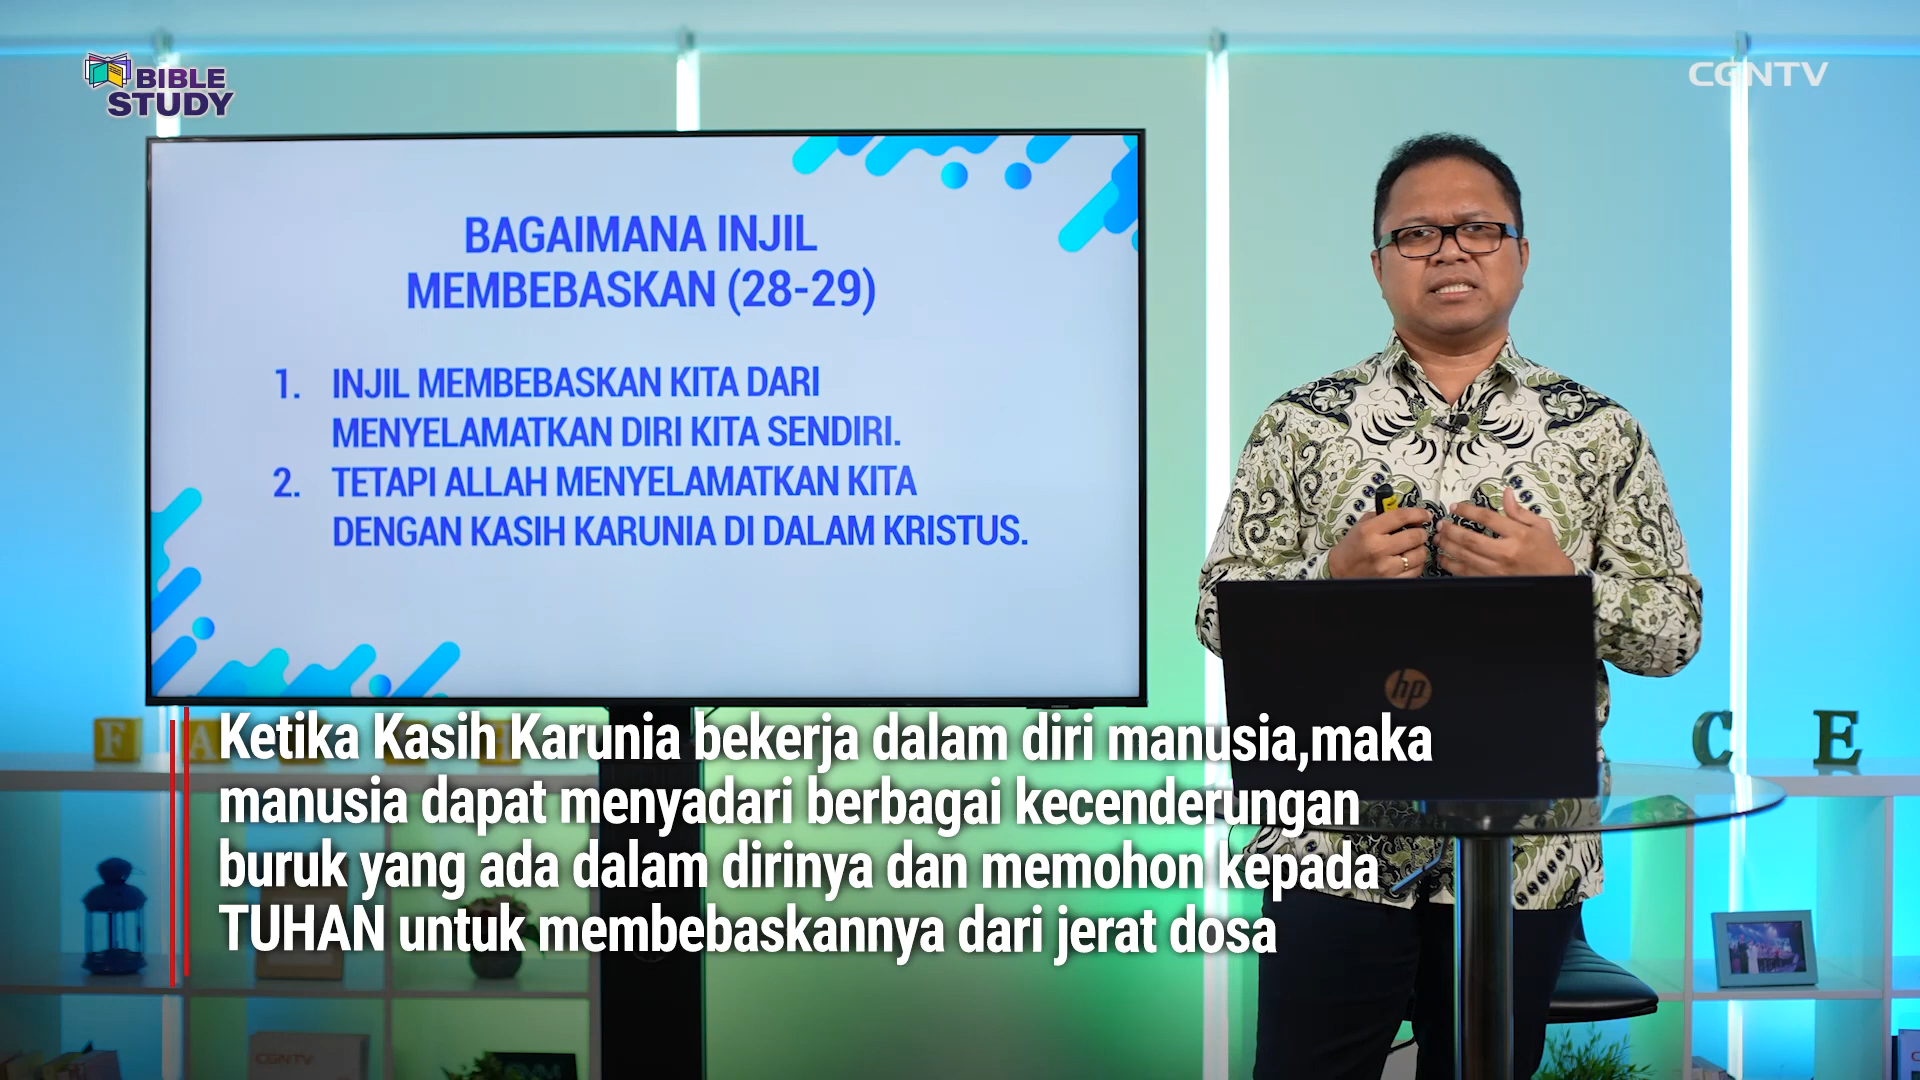 BIBLE
STUDY
CGNTV
BAGAIMANA INJIL
MEMBEBASKAN (28-29)
1. INJIL MEMBEBASKAN KITA DARI
MENYELAMATKAN DIRI KITA SENDIRI.
2. TETAPI ALLAH MENYELAMATKAN KITA
DENGAN KASIH KARUNIA DI DALAM KRISTUS.
hp
F A H
C E
Ketika Kasih Karunia bekerja dalam diri manusia,maka
manusia dapat menyadari berbagai kecenderungan
buruk yang ada dalam dirinya dan memohon kepada
TUHAN untuk membebaskannya dari jerat dosa
CGNTV